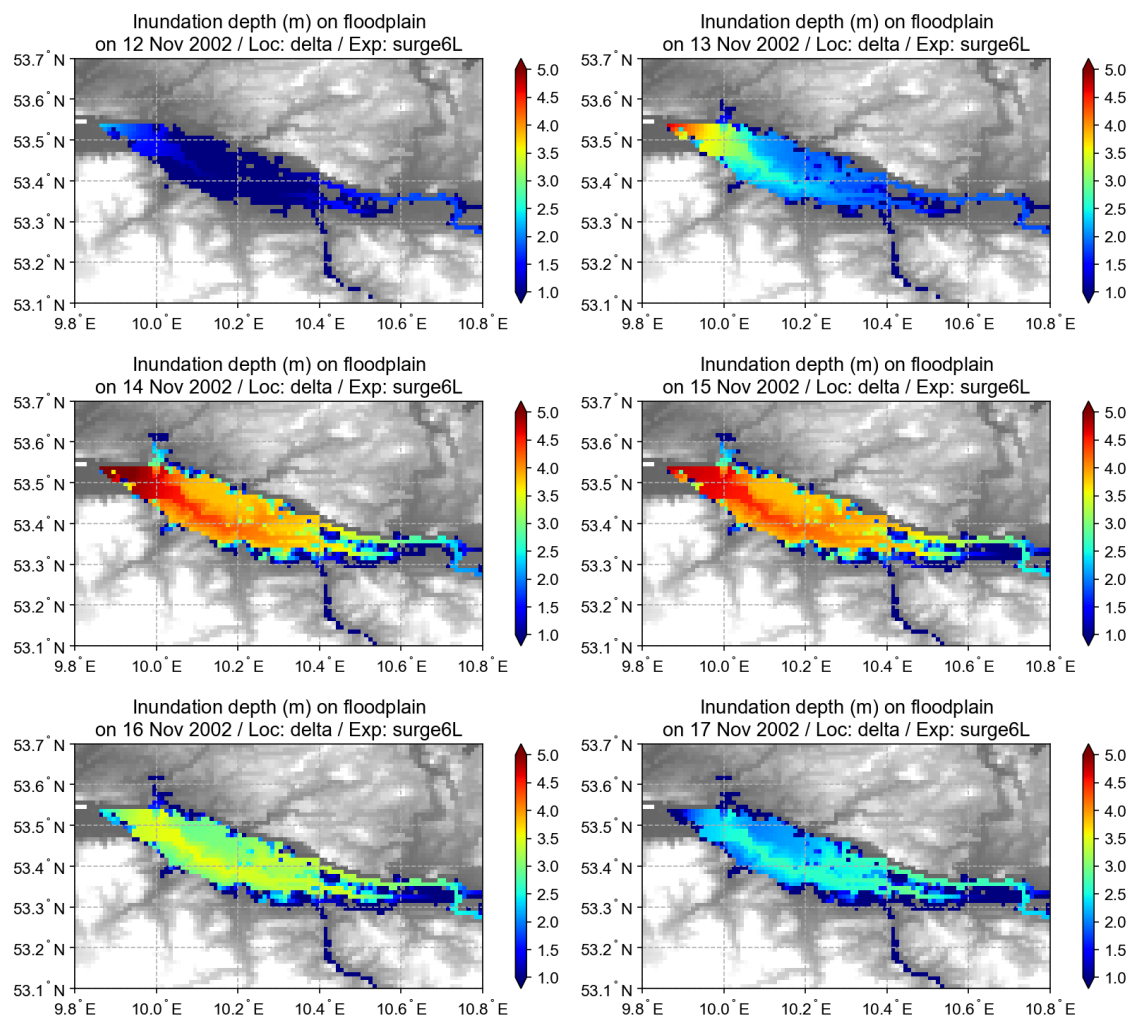 Inundation depth (m) on floodplain
on 12 Nov 2002 / Loc: delta / Exp: surge6L
53.7° N
53.6° N
53.5° N
53.4° N
53.3° N
53.2° N
53.1° N
9.8° E 10.0° E 10.2° E 10.4° E 10.6° E 10.8° E
5.0
4.5
4.0
3.5
3.0
2.5
2.0
1.5
1.0
Inundation depth (m) on floodplain
on 13 Nov 2002 / Loc: delta / Exp: surge6L
53.7° N
53.6° N
53.5° N
53.4° N
53.3° N
53.2° N
53.1° N
9.8° E 10.0° E 10.2° E 10.4° E 10.6° E 10.8° E
5.0
4.5
4.0
3.5
3.0
2.5
2.0
1.5
1.0
Inundation depth (m) on floodplain
on 14 Nov 2002 / Loc: delta / Exp: surge6L
53.7° N
53.6° N
53.5° N
53.4° N
53.3° N
53.2° N
53.1° N
9.8° E 10.0° E 10.2° E 10.4° E 10.6° E 10.8° E
5.0
4.5
4.0
3.5
3.0
2.5
2.0
1.5
1.0
Inundation depth (m) on floodplain
on 15 Nov 2002 / Loc: delta / Exp: surge6L
53.7° N
53.6° N
53.5° N
53.4° N
53.3° N
53.2° N
53.1° N
9.8° E 10.0° E 10.2° E 10.4° E 10.6° E 10.8° E
5.0
4.5
4.0
3.5
3.0
2.5
2.0
1.5
1.0
Inundation depth (m) on floodplain
on 16 Nov 2002 / Loc: delta / Exp: surge6L
53.7° N
53.6° N
53.5° N
53.4° N
53.3° N
53.2° N
53.1° N
9.8° E 10.0° E 10.2° E 10.4° E 10.6° E 10.8° E
5.0
4.5
4.0
3.5
3.0
2.5
2.0
1.5
1.0
Inundation depth (m) on floodplain
on 17 Nov 2002 / Loc: delta / Exp: surge6L
53.7° N
53.6° N
53.5° N
53.4° N
53.3° N
53.2° N
53.1° N
9.8° E 10.0° E 10.2° E 10.4° E 10.6° E 10.8° E
5.0
4.5
4.0
3.5
3.0
2.5
2.0
1.5
1.0